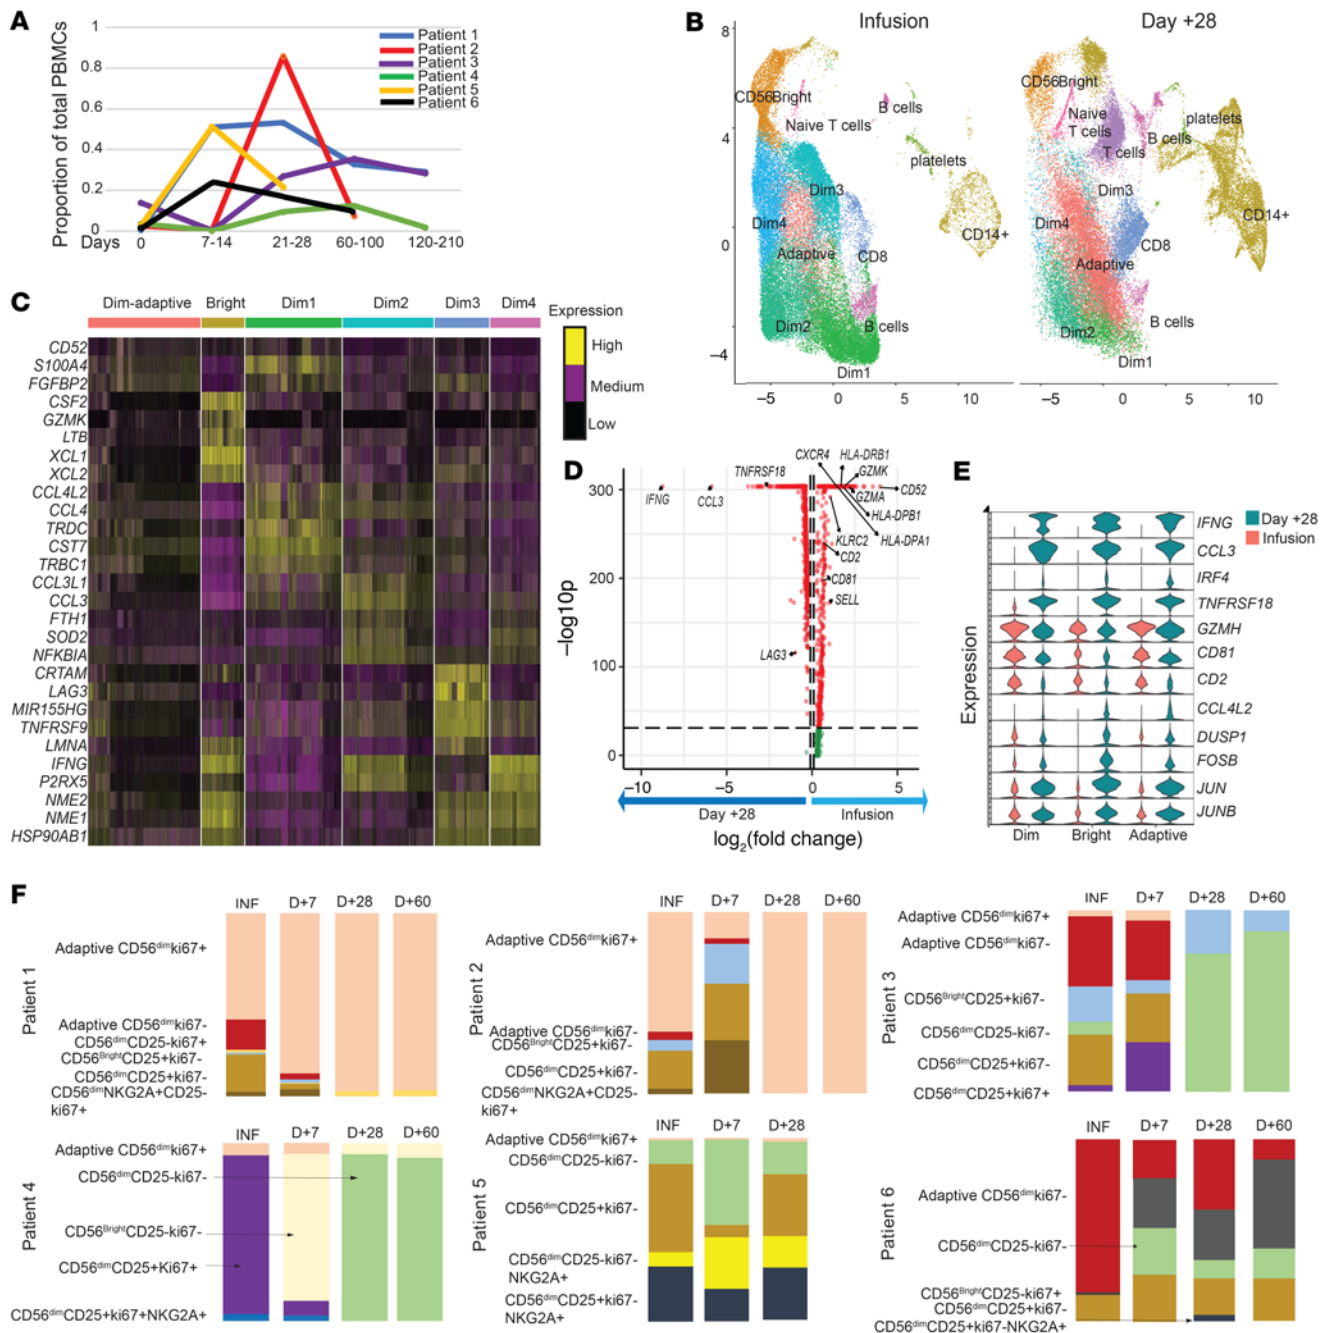 A
Proportion of total PBMCs
1
0.8
0.6
0.4
0.2
0
Days
0
7-14
21-28
60-100
120-210
Patient 1
Patient 2
Patient 3
Patient 4
Patient 5
Patient 6
B
Infusion
Day +28
8
4
0
−4
−5
0
5
10
CD56Bright
Naive T cells
B cells
platelets
Dim3
Dim4
Adaptive
CD8
CD14+
Dim2
B cells
Dim1
−5
0
5
10
CD56Bright
Naive
T cells
T cells
B cells
platelets
Dim3
Dim4
CD14+
CD8
Adaptive
Dim2
B cells
Dim1
C
Dim-adaptive
Bright
Dim1
Dim2
Dim3
Dim4
Expression
High
Medium
Low
CD52
S100A4
FGFBP2
CSF2
GZMK
LTB
XCL1
XCL2
CCL4L2
CCL4
TRDC
CST7
TRBC1
CCL3L1
CCL3
FTH1
SOD2
NFKBIA
CRTAM
LAG3
MIR155HG
TNFRSF9
LMNA
IFNG
P2RX5
NME2
NME1
HSP90AB1
D
−log10p
300
200
100
0
−10
−5
0
5
Day +28
Infusion
log2(fold change)
IFNG
CCL3
TNFRSF18
CXCR4
HLA-DRB1
GZMK
GZMA
CD52
HLA-DPB1
KLRC2
HLA-DPA1
CD2
CD81
SELL
LAG3
E
Expression
IFNG
CCL3
IRF4
TNFRSF18
GZMH
CD81
CD2
CCL4L2
DUSP1
FOSB
JUN
JUNB
Dim
Bright
Adaptive
Day +28
Infusion
F
Patient 1
INF
D+7
D+28
D+60
Adaptive CD56dimki67+
Adaptive CD56dimki67-
CD56dimCD25-ki67+
CD56BrightCD25+ki67-
CD56dimCD25+ki67-
CD56dimNKG2A+CD25-
ki67+
Patient 2
INF
D+7
D+28
D+60
Adaptive CD56dimki67+
Adaptive CD56dimki67-
CD56BrightCD25+ki67-
CD56dimCD25+ki67-
CD56dimNKG2A+CD25-
ki67+
Patient 3
INF
D+7
D+28
D+60
Adaptive CD56dimki67+
Adaptive CD56dimki67-
CD56BrightCD25+ki67-
CD56dimCD25-ki67-
CD56dimCD25+ki67-
CD56dimCD25+ki67+
Patient 4
INF
D+7
D+28
D+60
Adaptive CD56dimki67+
CD56dimCD25-ki67-
CD56BrightCD25-ki67-
CD56dimCD25+Ki67+
CD56dimCD25+ki67+NKG2A+
Patient 5
INF
D+7
D+28
Adaptive CD56dimki67+
CD56dimCD25-ki67-
CD56dimCD25+ki67-
CD56dimCD25-ki67-
NKG2A+
CD56dimCD25+ki67-
NKG2A+
Patient 6
INF
D+7
D+28
D+60
Adaptive CD56dimki67-
CD56dimCD25-ki67-
CD56BrightCD25-ki67+
CD56dimCD25+ki67-
CD56dimCD25+ki67-NKG2A+